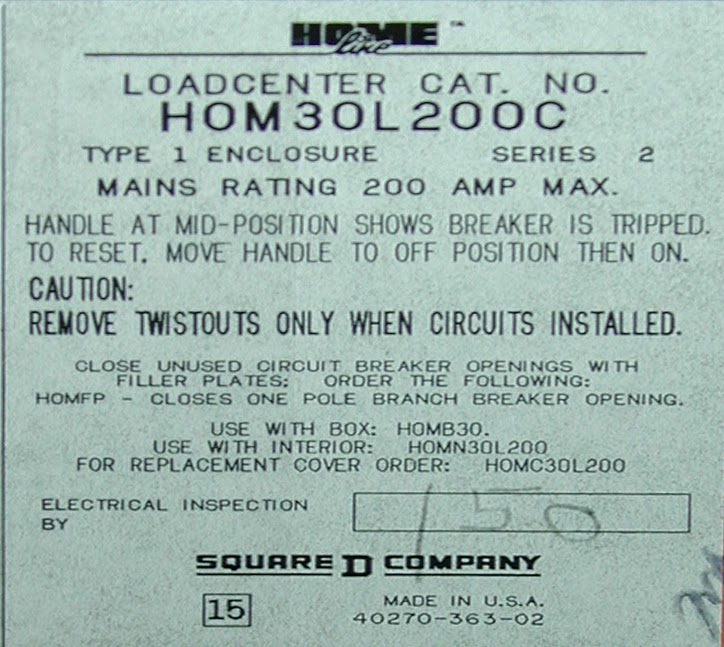 HOMEline™
LOADCENTER CAT. NO.
HOM30L200C
TYPE 1 ENCLOSURE SERIES 2
MAINS RATING 200 AMP MAX.
HANDLE AT MID-POSITION SHOWS BREAKER IS TRIPPED.
TO RESET, MOVE HANDLE TO OFF POSITION THEN ON.
CAUTION:
REMOVE TWISTOUTS ONLY WHEN CIRCUITS INSTALLED.
CLOSE UNUSED CIRCUIT BREAKER OPENINGS WITH
FILLER PLATES; ORDER THE FOLLOWING:
HOMFP - CLOSES ONE POLE BRANCH BREAKER OPENING.
USE WITH BOX: HOMB30.
USE WITH INTERIOR: HOMN30L200
FOR REPLACEMENT COVER ORDER: HOMC30L200
ELECTRICAL INSPECTION
BY 150
SQUARE D COMPANY
15
MADE IN U.S.A.
40270-363-02